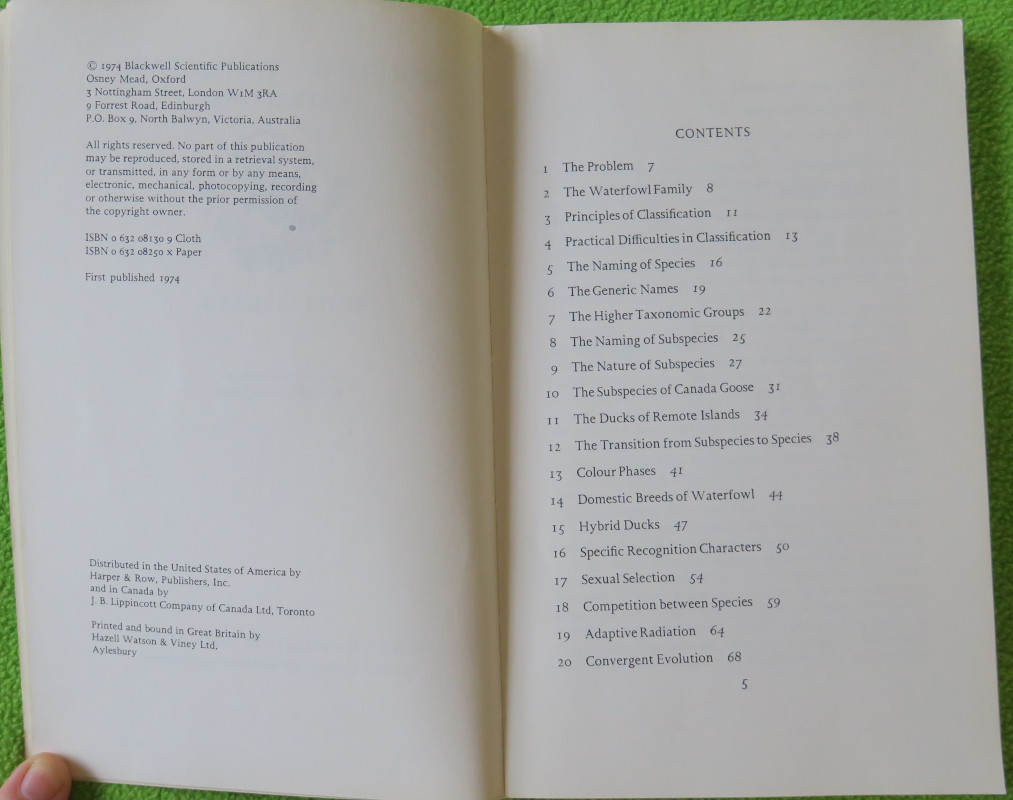 © 1974 Blackwell Scientific Publications
Osney Mead, Oxford
3 Nottingham Street, London W1M 3RA
9 Forrest Road, Edinburgh
P.O. Box 9, North Balwyn, Victoria, Australia
All rights reserved. No part of this publication
may be reproduced, stored in a retrieval system,
or transmitted, in any form or by any means,
electronic, mechanical, photocopying, recording
or otherwise without the prior permission of
the copyright owner.
ISBN 0 632 08130 9 Cloth
ISBN 0 632 08250 x Paper
First published 1974
Distributed in the United States of America by
Harper & Row, Publishers, Inc.
and in Canada by
J. B. Lippincott Company of Canada Ltd, Toronto
Printed and bound in Great Britain by
Hazell Watson & Viney Ltd,
Aylesbury
CONTENTS
1 The Problem 7
2 The Waterfowl Family 8
3 Principles of Classification 11
4 Practical Difficulties in Classification 13
5 The Naming of Species 16
6 The Generic Names 19
7 The Higher Taxonomic Groups 22
8 The Naming of Subspecies 25
9 The Nature of Subspecies 27
10 The Subspecies of Canada Goose 31
11 The Ducks of Remote Islands 34
12 The Transition from Subspecies to Species 38
13 Colour Phases 41
14 Domestic Breeds of Waterfowl 44
15 Hybrid Ducks 47
16 Specific Recognition Characters 50
17 Sexual Selection 54
18 Competition between Species 59
19 Adaptive Radiation 64
20 Convergent Evolution 68
5